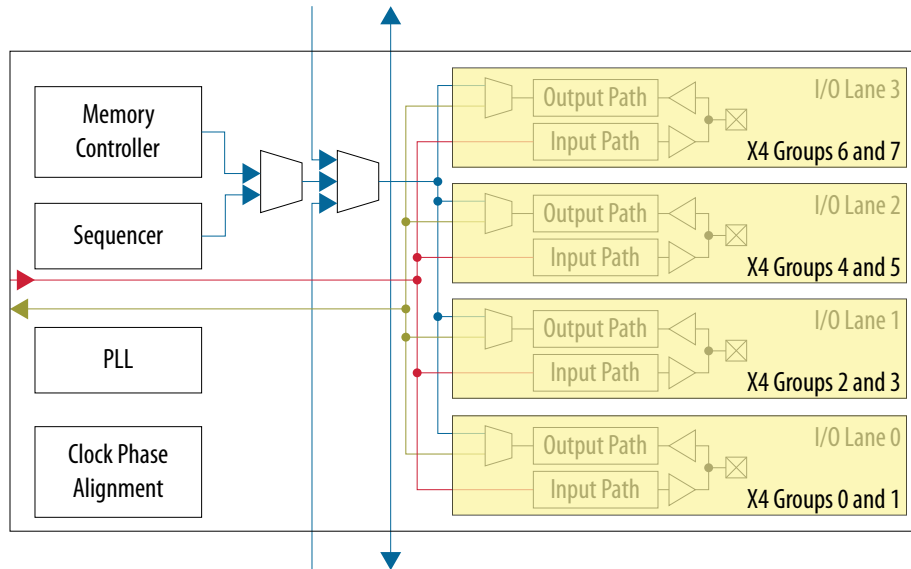 Memory
Controller
Sequencer
PLL
Clock Phase
Alignment
I/O Lane 3
Output Path
Input Path
X4 Groups 6 and 7
I/O Lane 2
Output Path
Input Path
X4 Groups 4 and 5
I/O Lane 1
Output Path
Input Path
X4 Groups 2 and 3
I/O Lane 0
Output Path
Input Path
X4 Groups 0 and 1